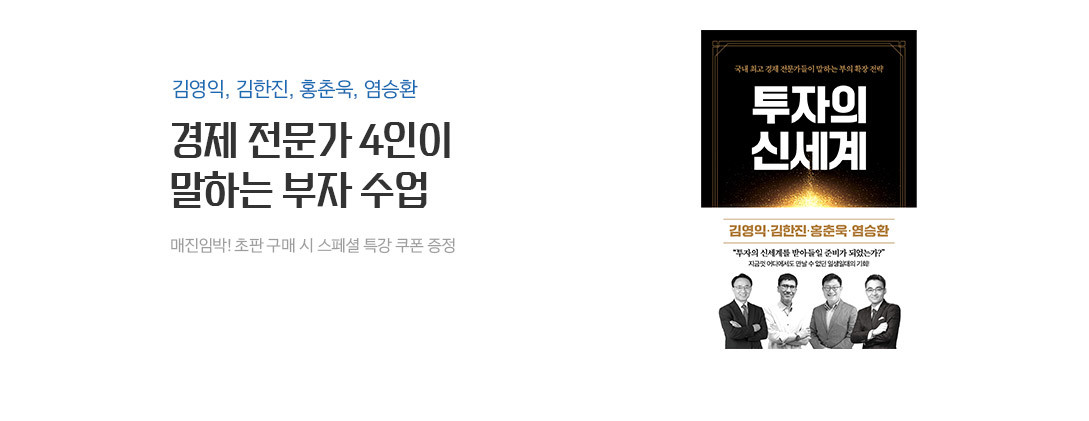 김영익, 김한진, 홍춘욱, 염승환
경제 전문가 4인이
말하는 부자 수업
매진임박! 초판 구매 시 스페셜 특강 쿠폰 증정
국내 최고 경제 전문가들이 말하는 부의 확장 전략
투자의
신세계
김영익·김한진·홍춘욱·염승환
“투자의 신세계를 받아들일 준비가 되었는가?”
지금껏 어디에서도 만날 수 없던 일생일대의 기회!